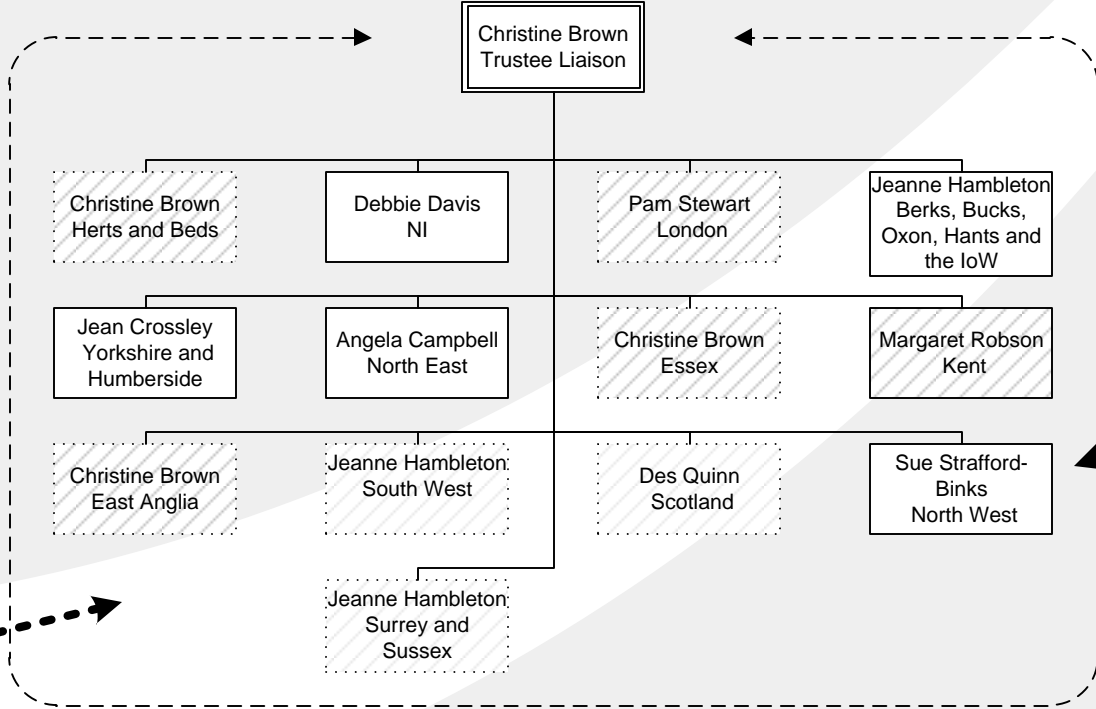 Christine Brown
Trustee Liaison
Christine Brown
Herts and Beds
Debbie Davis
NI
Pam Stewart
London
Jeanne Hambleton
Berks, Bucks,
Oxon, Hants and
the IoW
Jean Crossley
Yorkshire and
Humberside
Angela Campbell
North East
Christine Brown
Essex
Margaret Robson
Kent
Christine Brown
East Anglia
Jeanne Hambleton
South West
Des Quinn
Scotland
Sue Strafford-
Binks
North West
Jeanne Hambleton
Surrey and
Sussex